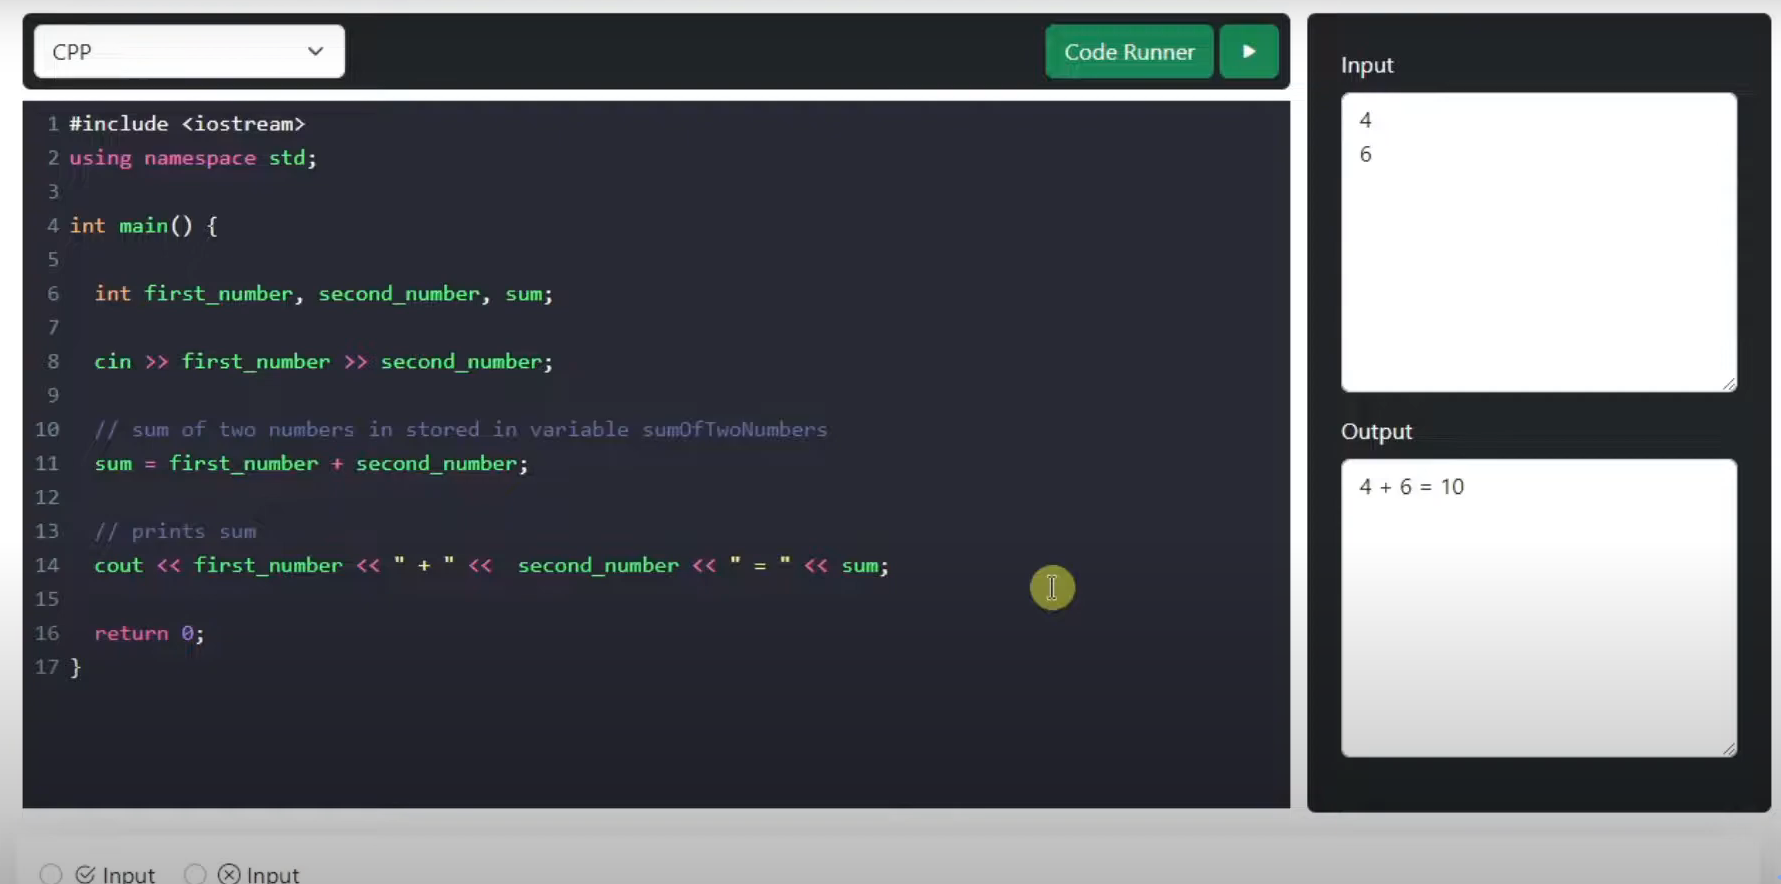 CPP
Code Runner
1 #include <iostream>
2 using namespace std;
3
4 int main() {
5
6   int first_number, second_number, sum;
7
8   cin >> first_number >> second_number;
9
10   // sum of two numbers in stored in variable sumOfTwoNumbers
11   sum = first_number + second_number;
12
13   // prints sum
14   cout << first_number << " + " <<  second_number << " = " << sum;
15
16   return 0;
17 }
Input
4
6
Output
4 + 6 = 10
Input
Input